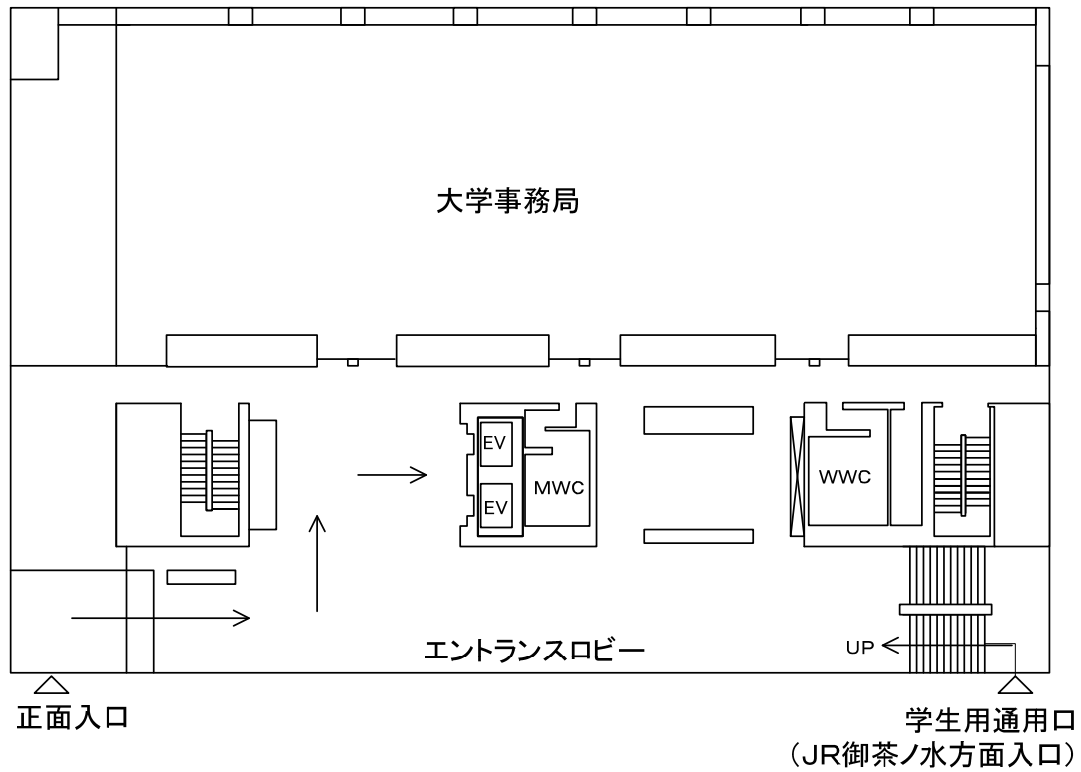 大学事務局
EV
MWC
EV
WWC
エントランスロビー
UP
正面入口
学生用通用口
（JR御茶ノ水方面入口）